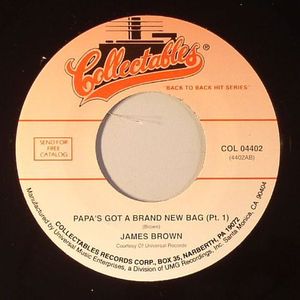 Collectables®
"BACK TO BACK HIT SERIES"
SEND FOR
FREE
CATALOG
COL 04402
(4402AB)
PAPA'S GOT A BRAND NEW BAG (Pt. 1)
(Brown)
JAMES BROWN
Courtesy Of Universal Records
COLLECTABLES RECORDS CORP., BOX 35, NARBERTH, PA 19072
Manufactured by Universal Music Enterprises, a Division of UMG Recordings, Inc. Santa Monica, CA 90404